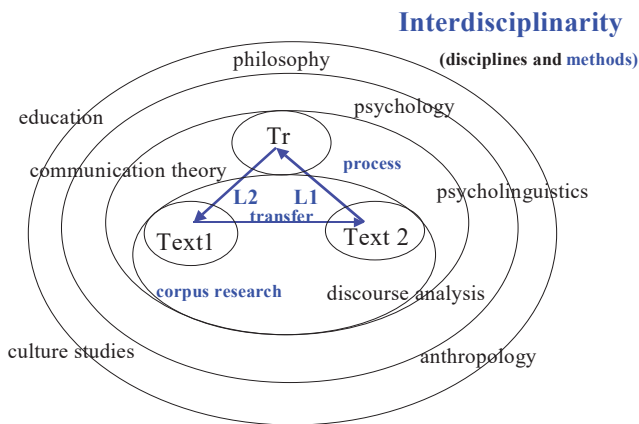 Interdisciplinarity
(disciplines and methods)
philosophy
education
psychology
Tr
communication theory
process
psycholinguistics
L2
L1
transfer
Text1
Text 2
corpus research
discourse analysis
culture studies
anthropology